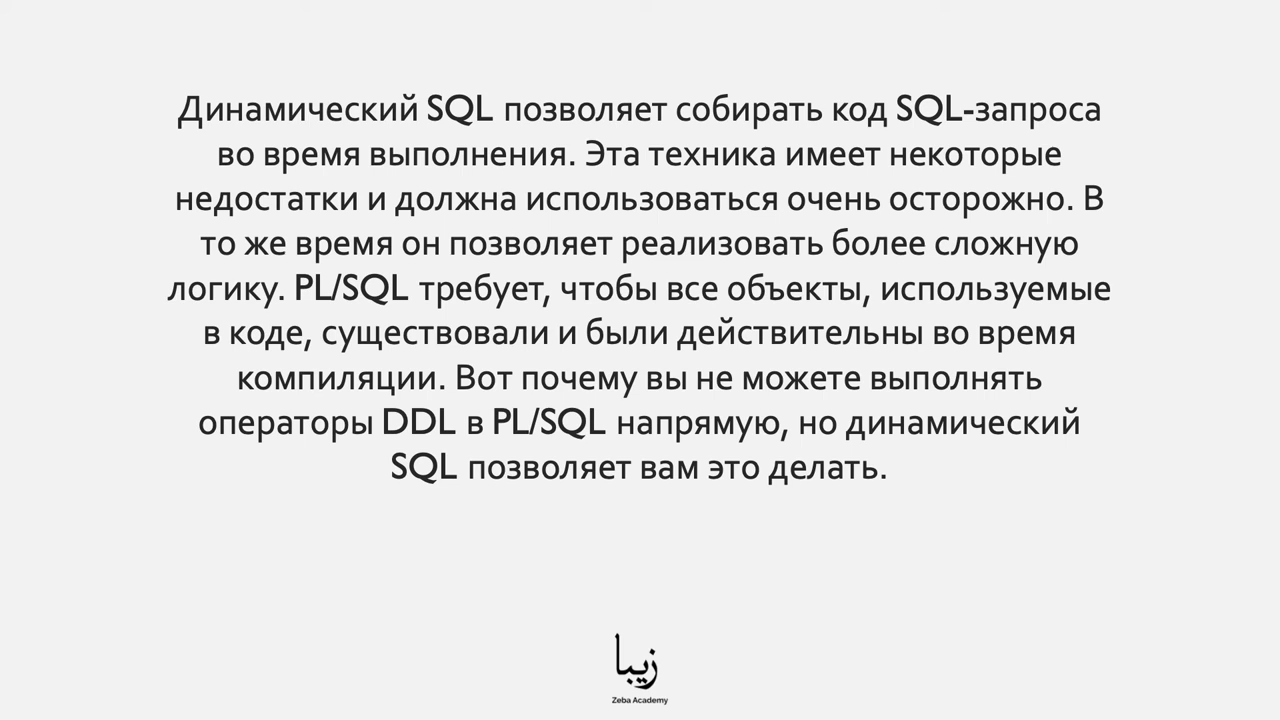 Динамический SQL позволяет собирать код SQL-запроса
во время выполнения. Эта техника имеет некоторые
недостатки и должна использоваться очень осторожно. В
то же время он позволяет реализовать более сложную
логику. PL/SQL требует, чтобы все объекты, используемые
в коде, существовали и были действительны во время
компиляции. Вот почему вы не можете выполнять
операторы DDL в PL/SQL напрямую, но динамический
SQL позволяет вам это делать.
زیبا
Zeba Academy